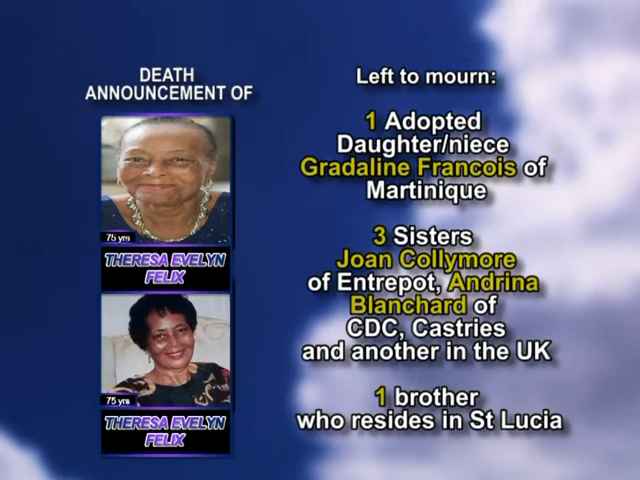 DEATH
ANNOUNCEMENT OF
75 yrs
THERESA EVELYN
FELIX
75 yrs
THERESA EVELYN
FELIX
Left to mourn:
1 Adopted
Daughter/niece
Gradaline Francois of
Martinique
3 Sisters
Joan Collymore
of Entrepot, Andrina
Blanchard of
CDC, Castries
and another in the UK
1 brother
who resides in St Lucia